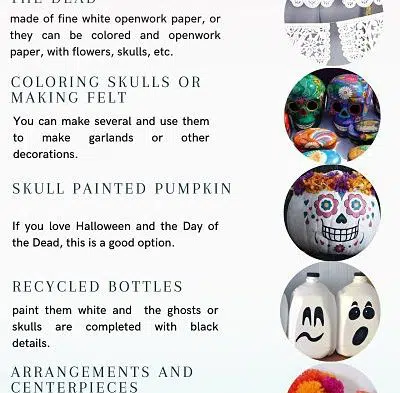 THE DEAD
made of fine white openwork paper, or
they can be colored and openwork
paper, with flowers, skulls, etc.
COLORING SKULLS OR
MAKING FELT
You can make several and use them
to make garlands or other
decorations.
SKULL PAINTED PUMPKIN
If you love Halloween and the Day of
the Dead, this is a good option.
RECYCLED BOTTLES
paint them white and the ghosts or
skulls are completed with black
details.
ARRANGEMENTS AND
CENTERPIECES